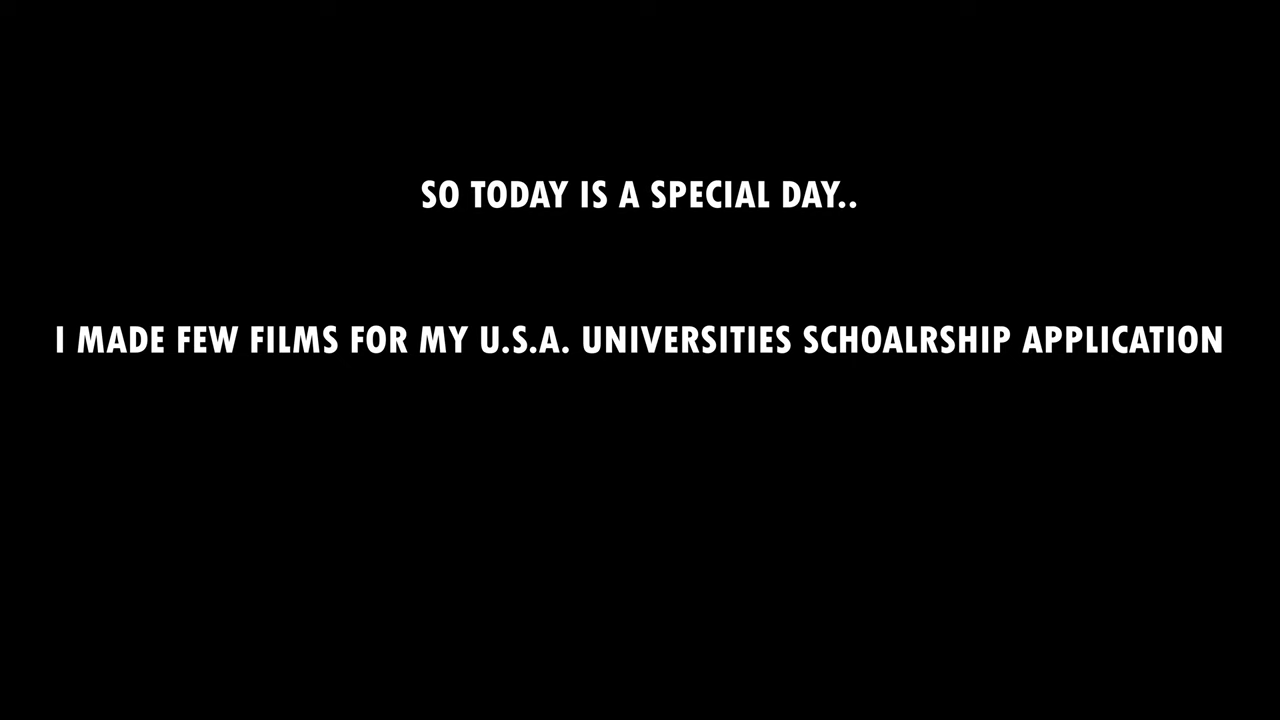 SO TODAY IS A SPECIAL DAY..
I MADE FEW FILMS FOR MY U.S.A. UNIVERSITIES SCHOALRSHIP APPLICATION